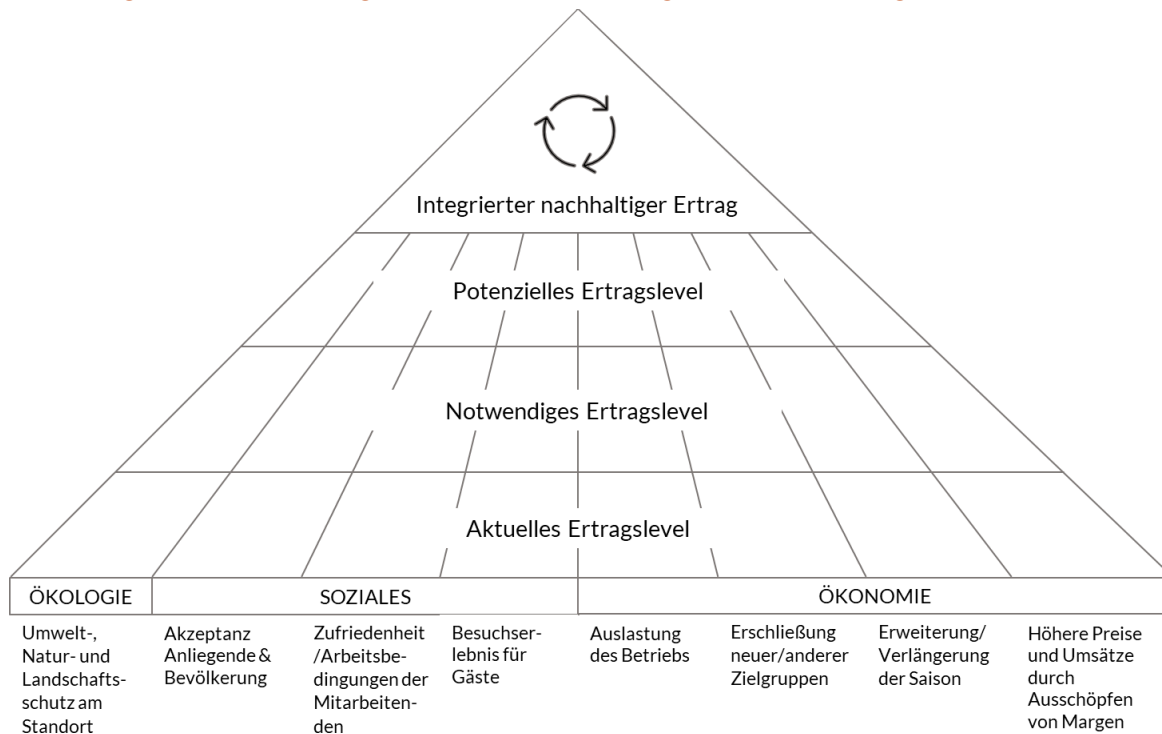 Integrierter nachhaltiger Ertrag
Potenzielles Ertragslevel
Notwendiges Ertragslevel
Aktuelles Ertragslevel
ÖKOLOGIE
SOZIALES
ÖKONOMIE
Umwelt-,
Natur- und
Landschafts-
schutz am
Standort
Akzeptanz
Anliegende &
Bevölkerung
Zufriedenheit
/Arbeitsbe-
dingungen der
Mitarbeiten-
den
Besuchser-
lebnis für
Gäste
Auslastung
des Betriebs
Erschließung
neuer/anderer
Zielgruppen
Erweiterung/
Verlängerung
der Saison
Höhere Preise
und Umsätze
durch
Ausschöpfen
von Margen